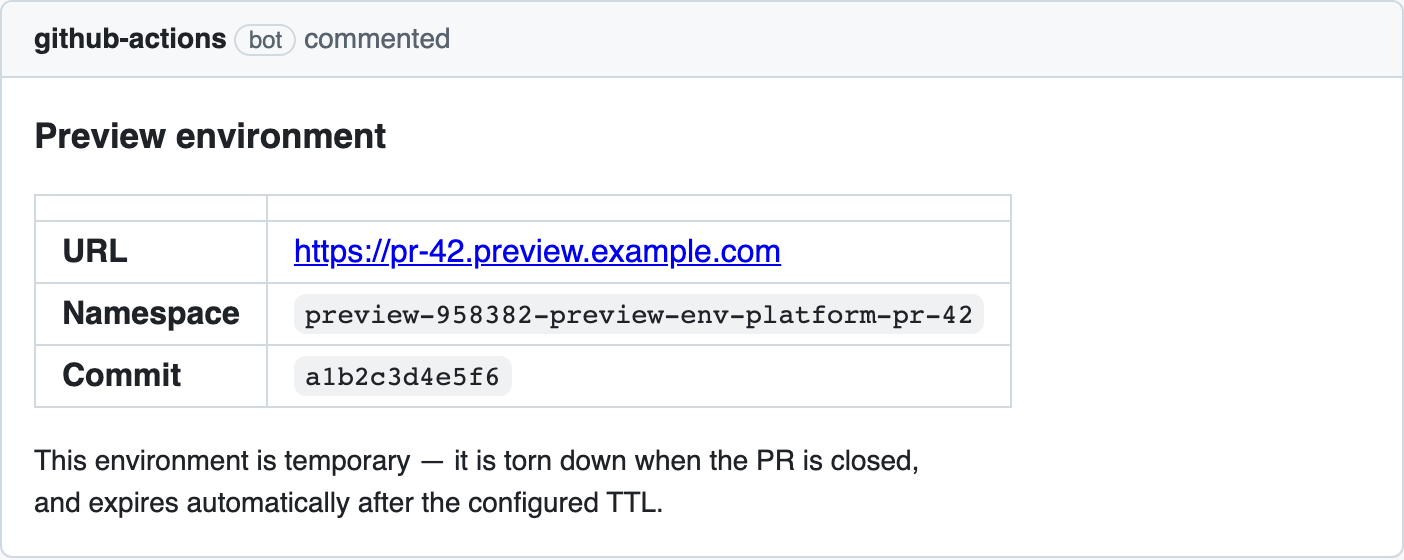 github-actions bot commented
Preview environment
URL https://pr-42.preview.example.com
Namespace preview-958382-preview-env-platform-pr-42
Commit a1b2c3d4e5f6
This environment is temporary — it is torn down when the PR is closed,
and expires automatically after the configured TTL.